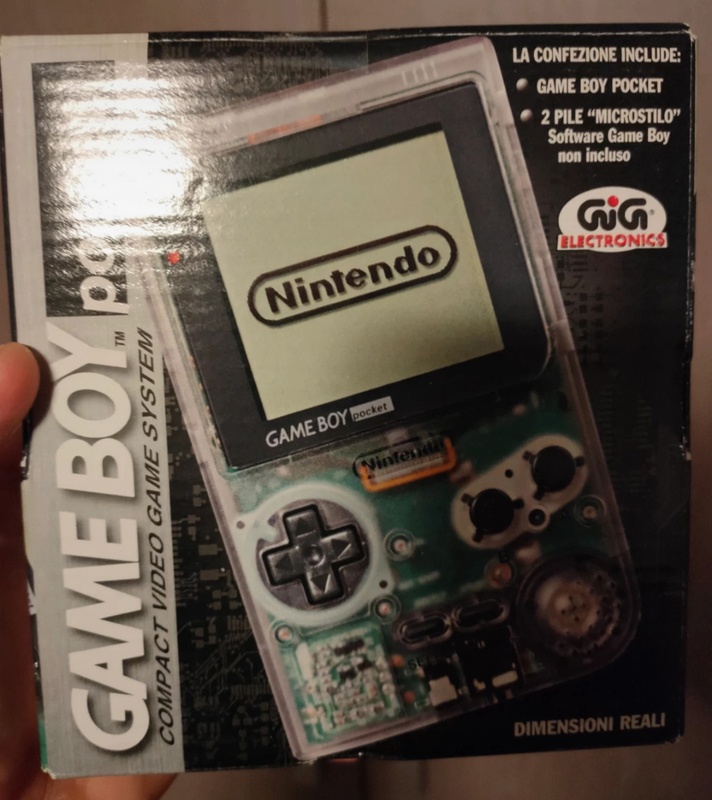 LA CONFEZIONE INCLUDE:
GAME BOY POCKET
2 PILE “MICROSTILO”
Software Game Boy
non incluso
GiG®
ELECTRONICS
Nintendo
GAME BOY pocket
Nintendo
GAME BOY™
COMPACT VIDEO GAME SYSTEM
DIMENSIONI REALI